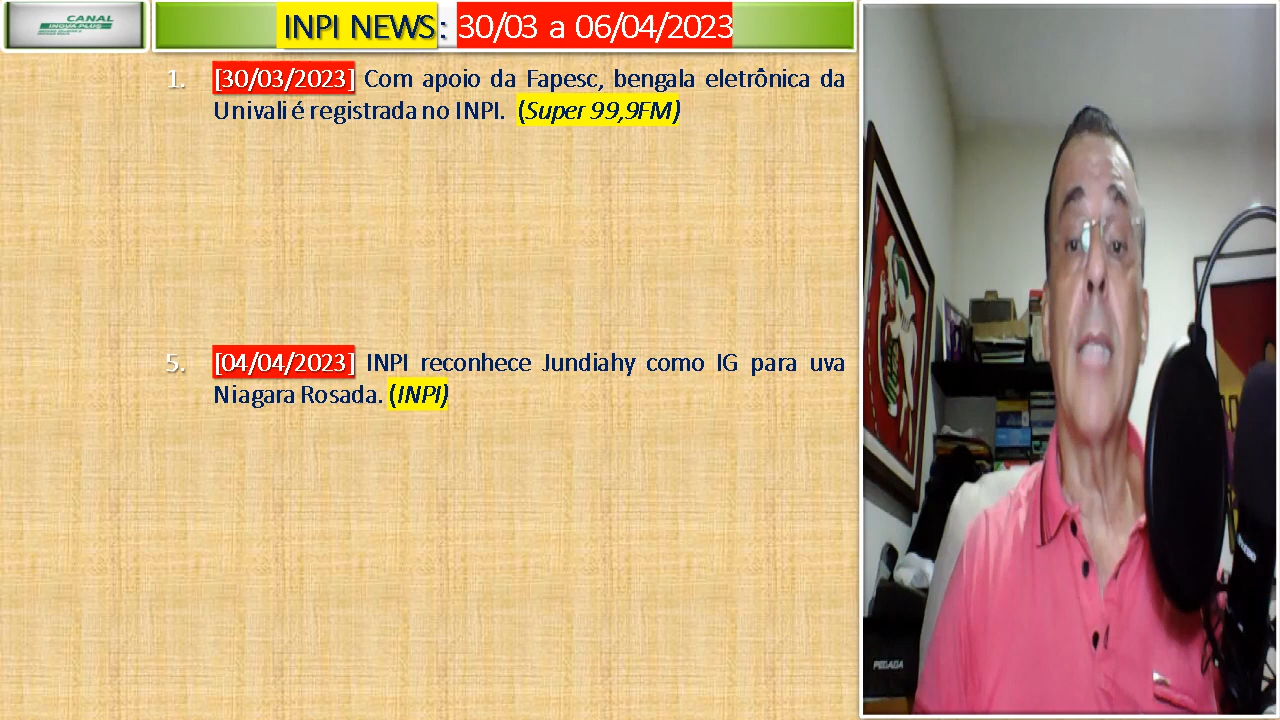 CANAL
INOVA PLUS
INPI NEWS: 30/03 a 06/04/2023
1. [30/03/2023] Com apoio da Fapesc, bengala eletrônica da
Univali é registrada no INPI. (Super 99,9FM)
5. [04/04/2023] INPI reconhece Jundiahy como IG para uva
Niagara Rosada. (INPI)